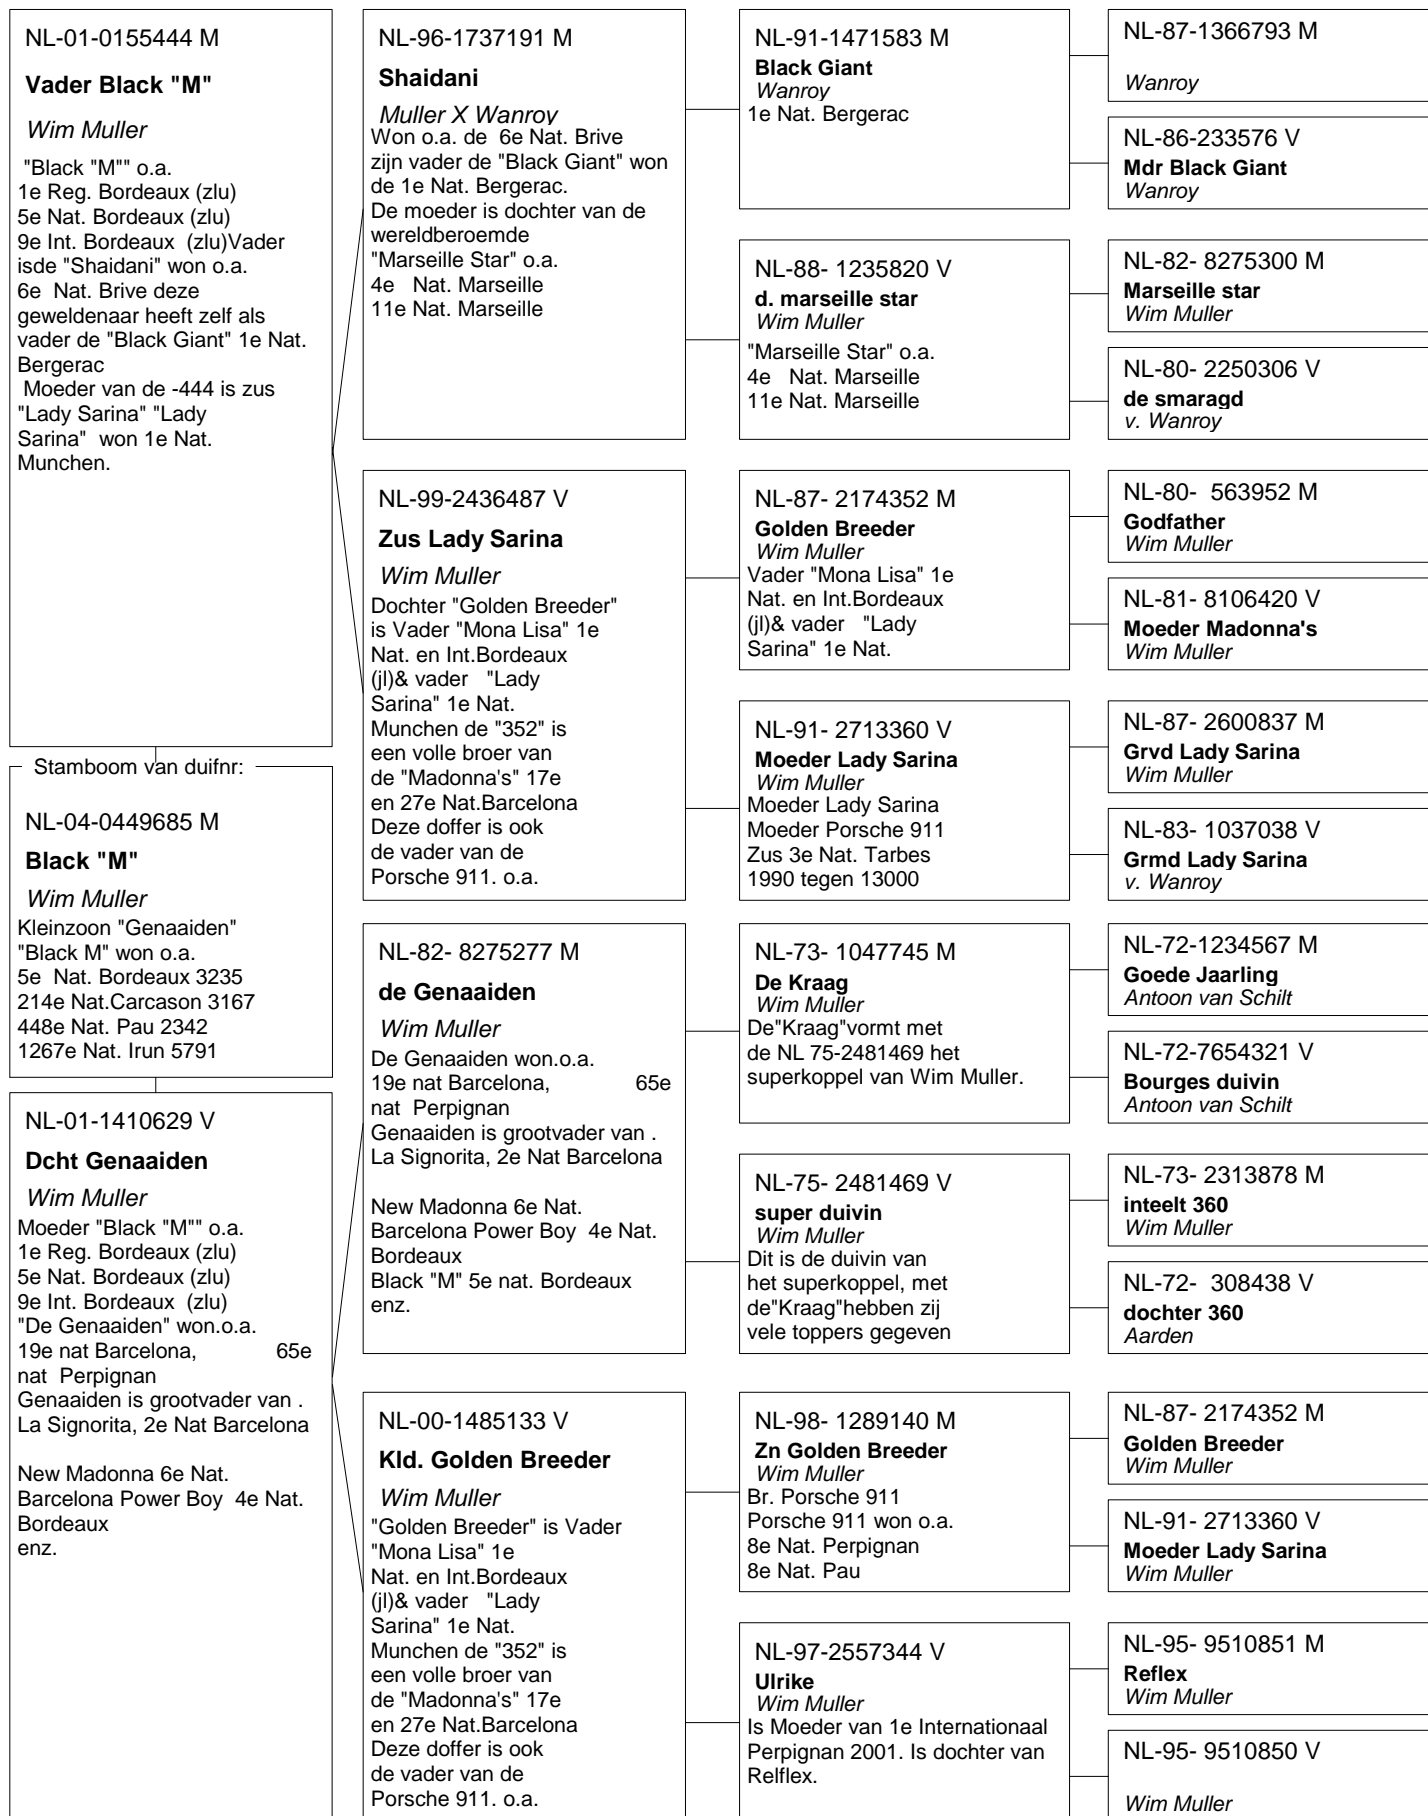 NL-01-0155444 M
Vader Black "M"
Wim Muller
"Black "M"" o.a.
1e Reg. Bordeaux (zlu)
5e Nat. Bordeaux (zlu)
9e Int. Bordeaux  (zlu)Vader
isde "Shaidani" won o.a.
6e  Nat. Brive deze
geweldenaar heeft zelf als
vader de "Black Giant" 1e Nat.
Bergerac
Moeder van de -444 is zus
"Lady Sarina" "Lady
Sarina"  won 1e Nat.
Munchen.
Stamboom van duifnr:
NL-04-0449685 M
Black "M"
Wim Muller
Kleinzoon "Genaaiden"
"Black M" won o.a.
5e  Nat. Bordeaux 3235
214e Nat.Carcason 3167
448e Nat. Pau 2342
1267e Nat. Irun 5791
NL-01-1410629 V
Dcht Genaaiden
Wim Muller
Moeder "Black "M"" o.a.
1e Reg. Bordeaux (zlu)
5e Nat. Bordeaux (zlu)
9e Int. Bordeaux  (zlu)
"De Genaaiden" won.o.a.
19e nat Barcelona,            65e
nat  Perpignan
Genaaiden is grootvader van .
La Signorita, 2e Nat Barcelona
New Madonna 6e Nat.
Barcelona Power Boy  4e Nat.
Bordeaux
enz.
NL-96-1737191 M
Shaidani
Muller X Wanroy
Won o.a. de  6e Nat. Brive
zijn vader de "Black Giant" won
de 1e Nat. Bergerac.
De moeder is dochter van de
wereldberoemde
"Marseille Star" o.a.
4e   Nat. Marseille
11e Nat. Marseille
NL-99-2436487 V
Zus Lady Sarina
Wim Muller
Dochter "Golden Breeder"
is Vader "Mona Lisa" 1e
Nat. en Int.Bordeaux
(jl)& vader   "Lady
Sarina" 1e Nat.
Munchen de "352" is
een volle broer van
de "Madonna's" 17e
en 27e Nat.Barcelona
Deze doffer is ook
de vader van de
Porsche 911. o.a.
NL-82- 8275277 M
de Genaaiden
Wim Muller
De Genaaiden won.o.a.
19e nat Barcelona,            65e
nat  Perpignan
Genaaiden is grootvader van .
La Signorita, 2e Nat Barcelona
New Madonna 6e Nat.
Barcelona Power Boy  4e Nat.
Bordeaux
Black "M" 5e nat. Bordeaux
enz.
NL-00-1485133 V
Kld. Golden Breeder
Wim Muller
"Golden Breeder" is Vader
"Mona Lisa" 1e
Nat. en Int.Bordeaux
(jl)& vader   "Lady
Sarina" 1e Nat.
Munchen de "352" is
een volle broer van
de "Madonna's" 17e
en 27e Nat.Barcelona
Deze doffer is ook
de vader van de
Porsche 911. o.a.
NL-91-1471583 M
Black Giant
Wanroy
1e Nat. Bergerac
NL-88- 1235820 V
d. marseille star
Wim Muller
"Marseille Star" o.a.
4e   Nat. Marseille
11e Nat. Marseille
NL-87- 2174352 M
Golden Breeder
Wim Muller
Vader "Mona Lisa" 1e
Nat. en Int.Bordeaux
(jl)& vader   "Lady
Sarina" 1e Nat.
NL-91- 2713360 V
Moeder Lady Sarina
Wim Muller
Moeder Lady Sarina
Moeder Porsche 911
Zus 3e Nat. Tarbes
1990 tegen 13000
NL-73- 1047745 M
De Kraag
Wim Muller
De"Kraag"vormt met
de NL 75-2481469 het
superkoppel van Wim Muller.
NL-75- 2481469 V
super duivin
Wim Muller
Dit is de duivin van
het superkoppel, met
de"Kraag"hebben zij
vele toppers gegeven
NL-98- 1289140 M
Zn Golden Breeder
Wim Muller
Br. Porsche 911
Porsche 911 won o.a.
8e Nat. Perpignan
8e Nat. Pau
NL-97-2557344 V
Ulrike
Wim Muller
Is Moeder van 1e Internationaal
Perpignan 2001. Is dochter van
Relflex.
NL-87-1366793 M
Wanroy
NL-86-233576 V
Mdr Black Giant
Wanroy
NL-82- 8275300 M
Marseille star
Wim Muller
NL-80- 2250306 V
de smaragd
v. Wanroy
NL-80-  563952 M
Godfather
Wim Muller
NL-81- 8106420 V
Moeder Madonna's
Wim Muller
NL-87- 2600837 M
Grvd Lady Sarina
Wim Muller
NL-83- 1037038 V
Grmd Lady Sarina
v. Wanroy
NL-72-1234567 M
Goede Jaarling
Antoon van Schilt
NL-72-7654321 V
Bourges duivin
Antoon van Schilt
NL-73- 2313878 M
inteelt 360
Wim Muller
NL-72-  308438 V
dochter 360
Aarden
NL-87- 2174352 M
Golden Breeder
Wim Muller
NL-91- 2713360 V
Moeder Lady Sarina
Wim Muller
NL-95- 9510851 M
Reflex
Wim Muller
NL-95- 9510850 V
Wim Muller